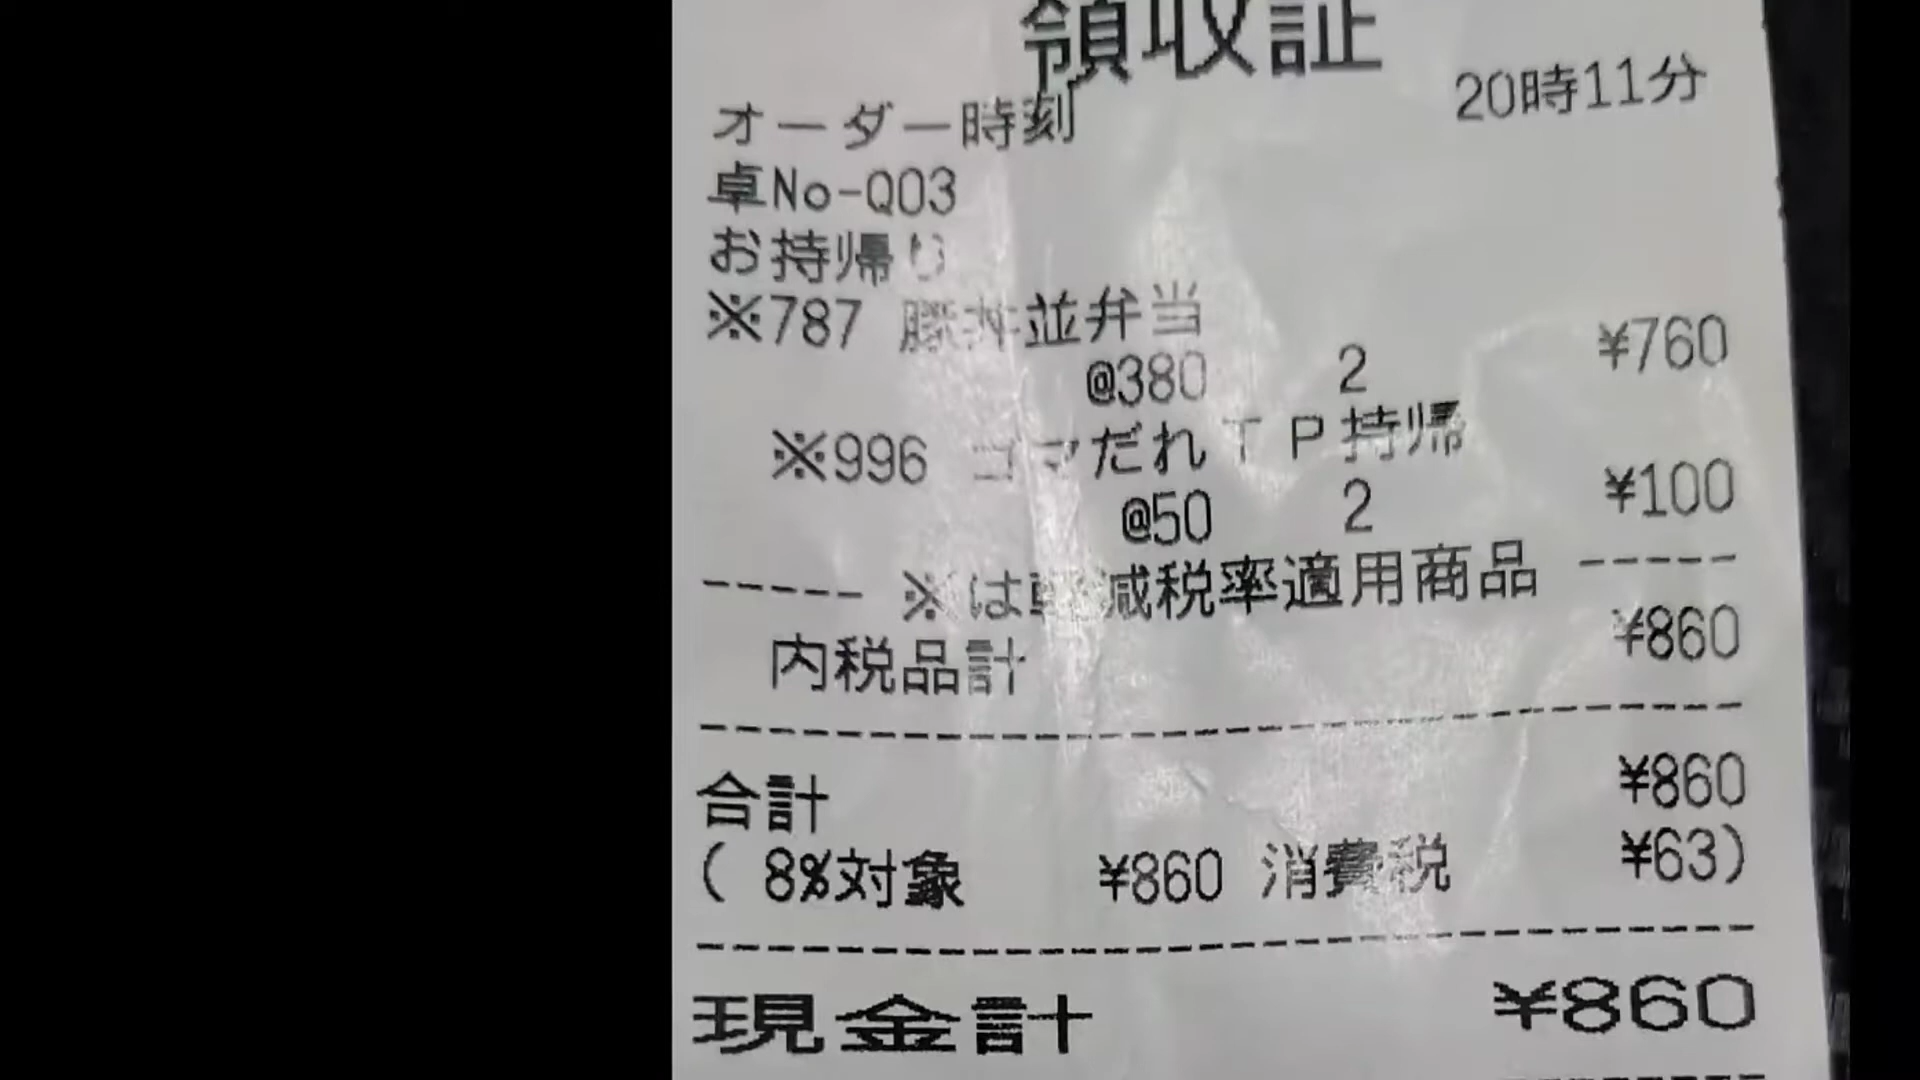 領収証
オーダー時刻 20時11分
卓No-Q03
お持帰り
※787 豚丼並弁当
@380 2 ¥760
※996 ゴマだれTP持帰
@50 2 ¥100
----- ※は軽減税率適用商品 -----
内税品計 ¥860
合計 ¥860
( 8%対象 ¥860 消費税 ¥63)
現金計 ¥860